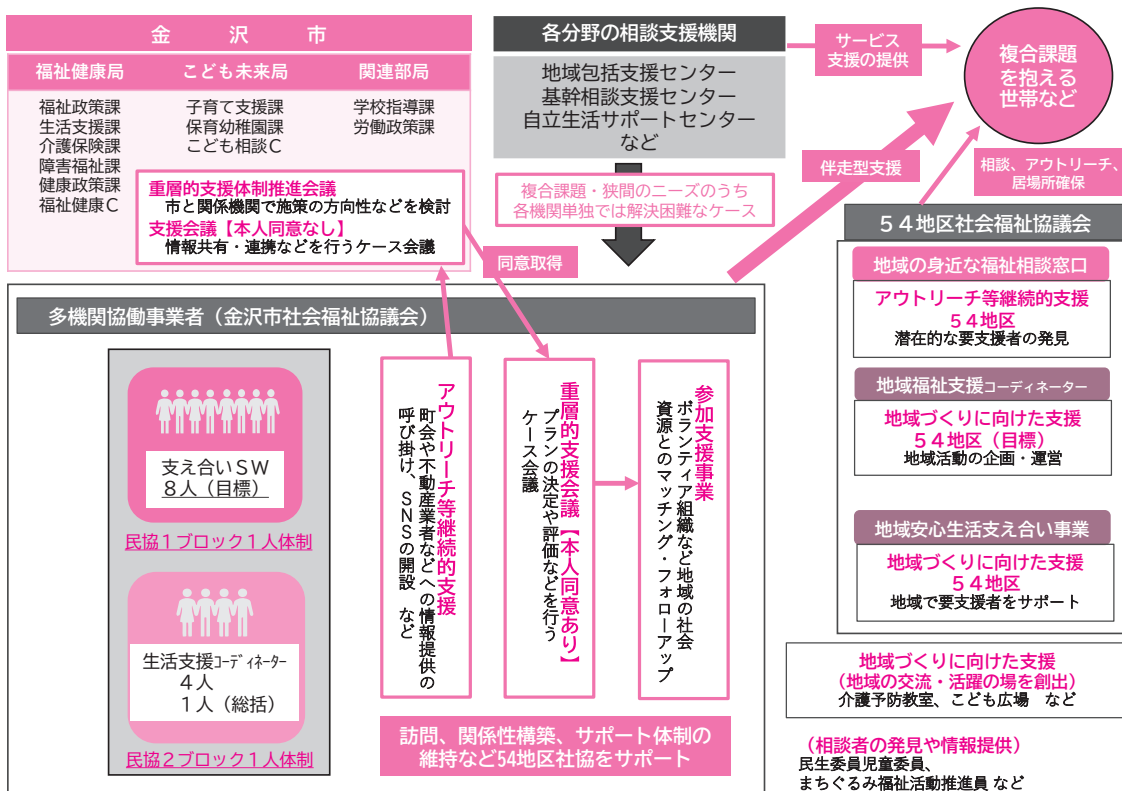 金　沢　市
福祉健康局
福祉政策課
生活支援課
介護保険課
障害福祉課
健康政策課
福祉健康C
こども未来局
子育て支援課
保育幼稚園課
こども相談C
関連部局
学校指導課
労働政策課
重層的支援体制推進会議
市と関係機関で施策の方向性などを検討
支援会議【本人同意なし】
情報共有・連携などを行うケース会議
各分野の相談支援機関
地域包括支援センター
基幹相談支援センター
自立生活サポートセンター
など
複合課題・狭間のニーズのうち
各機関単独では解決困難なケース
サービス
支援の提供
複合課題
を抱える
世帯など
同意取得
伴走型支援
相談、アウトリーチ、
居場所確保
多機関協働事業者（金沢市社会福祉協議会）
支え合いSW
8人（目標）
民協1ブロック1人体制
生活支援ｺｰﾃﾞｨﾈｰﾀｰ
4人
1人（総括）
民協2ブロック1人体制
アウトリーチ等継続的支援
町会や不動産業者などへの情報提供の
呼び掛け、SNSの開設　など
重層的支援会議【本人同意あり】
プランの決定や評価などを行う
ケース会議
参加支援事業
ボランティア組織など地域の社会
資源とのマッチング・フォローアップ
訪問、関係性構築、サポート体制の
維持など54地区社協をサポート
54地区社会福祉協議会
地域の身近な福祉相談窓口
アウトリーチ等継続的支援
54地区
潜在的な要支援者の発見
地域福祉支援コーディネーター
地域づくりに向けた支援
54地区（目標）
地域活動の企画・運営
地域安心生活支え合い事業
地域づくりに向けた支援
54地区
地域で要支援者をサポート
地域づくりに向けた支援
（地域の交流・活躍の場を創出）
介護予防教室、こども広場　など
（相談者の発見や情報提供）
民生委員児童委員、
まちぐるみ福祉活動推進員 など